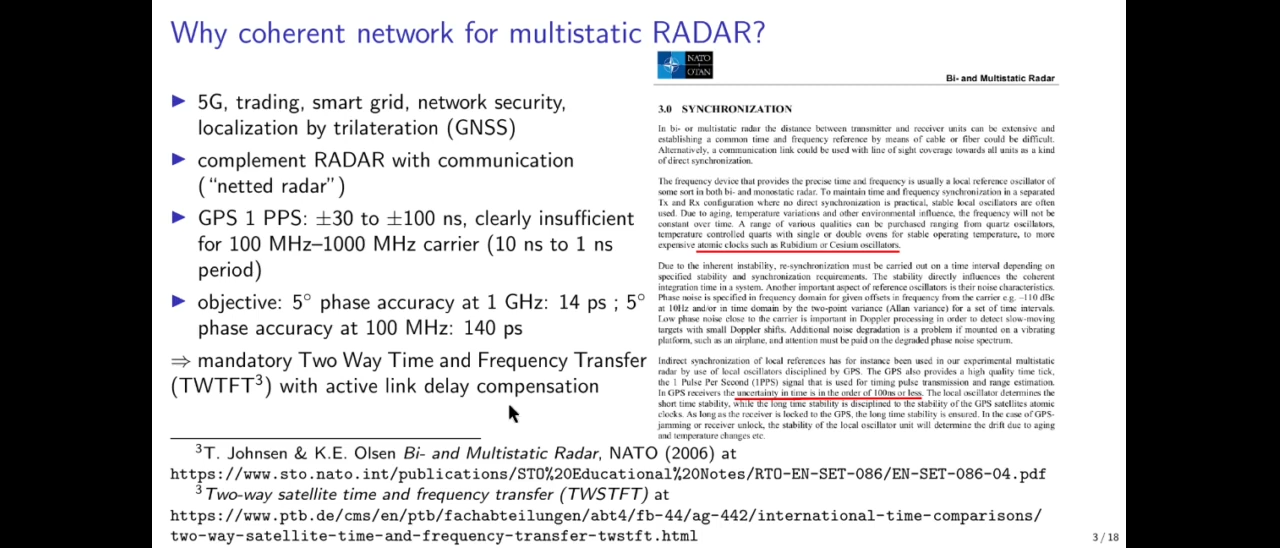 Why coherent network for multistatic RADAR?
▶ 5G, trading, smart grid, network security,
localization by trilateration (GNSS)
▶ complement RADAR with communication
("netted radar")
▶ GPS 1 PPS: ±30 to ±100 ns, clearly insufficient
for 100 MHz–1000 MHz carrier (10 ns to 1 ns
period)
▶ objective: 5° phase accuracy at 1 GHz: 14 ps ; 5°
phase accuracy at 100 MHz: 140 ps
⇒ mandatory Two Way Time and Frequency Transfer
(TWTFT³) with active link delay compensation
NATO
OTAN
Bi- and Multistatic Radar
3.0 SYNCHRONIZATION
In bi- or multistatic radar the distance between transmitter and receiver units can be extensive and
establishing a common time and frequency reference by means of cable or fiber could be difficult.
Alternatively, a communication link could be used with line of sight coverage towards all units as a kind
of direct synchronization.
The frequency device that provides the precise time and frequency is usually a local reference oscillator of
some sort in both bi- and monostatic radar. To maintain time and frequency synchronization in a separated
Tx and Rx configuration where no direct synchronization is practical, stable local oscillators are often
used. Due to aging, temperature variations and other environmental influence, the frequency will not be
constant over time. A range of various qualities can be purchased ranging from quartz oscillators,
temperature controlled quarts with single or double ovens for stable operating temperature, to more
expensive atomic clocks such as Rubidium or Cesium oscillators.
Due to the inherent instability, re-synchronization must be carried out on a time interval depending on
specified stability and synchronization requirements. The stability directly influences the coherent
integration time in a system. Another important aspect of reference oscillators is their noise characteristics.
Phase noise is specified in frequency domain for given offsets in frequency from the carrier e.g. –110 dBc
at 10Hz and/or in time domain by the two-point variance (Allan variance) for a set of time intervals.
Low phase noise close to the carrier is important in Doppler processing in order to detect slow-moving
targets with small Doppler shifts. Additional noise degradation is a problem if mounted on a vibrating
platform, such as an airplane, and attention must be paid on the degraded phase noise spectrum.
Indirect synchronization of local references has for instance been used in our experimental multistatic
radar by use of local oscillators disciplined by GPS. The GPS also provides a high quality time tick,
the 1 Pulse Per Second (1PPS) signal that is used for timing pulse transmission and range estimation.
In GPS receivers the uncertainty in time is in the order of 100ns or less. The local oscillator determines the
short time stability, while the long time stability is disciplined to the stability of the GPS satellites atomic
clocks. As long as the receiver is locked to the GPS, the long time stability is ensured. In the case of GPS-
jamming or receiver unlock, the stability of the local oscillator unit will determine the drift due to aging
and temperature changes etc.
³T. Johnsen & K.E. Olsen Bi- and Multistatic Radar, NATO (2006) at
https://www.sto.nato.int/publications/STO%20Educational%20Notes/RTO-EN-SET-086/EN-SET-086-04.pdf
³Two-way satellite time and frequency transfer (TWSTFT) at
https://www.ptb.de/cms/en/ptb/fachabteilungen/abt4/fb-44/ag-442/international-time-comparisons/
two-way-satellite-time-and-frequency-transfer-twstft.html
3 / 18